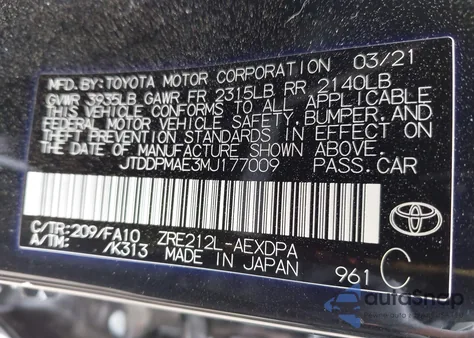 MFD. BY: TOYOTA MOTOR CORPORATION 03/21
GVWR 3935LB GAWR FR 2315LB RR 2140LB
THIS VEHICLE CONFORMS TO ALL APPLICABLE
FEDERAL MOTOR VEHICLE SAFETY, BUMPER, AND
THEFT PREVENTION STANDARDS IN EFFECT ON
THE DATE OF MANUFACTURE SHOWN ABOVE.
JTDDPMAE3MJ177009 PASS. CAR
C/TR: 209/FA10 ZRE212L-AEXDPA
A/TM: /K313 MADE IN JAPAN 961 C
TOYOTA
autoSnap